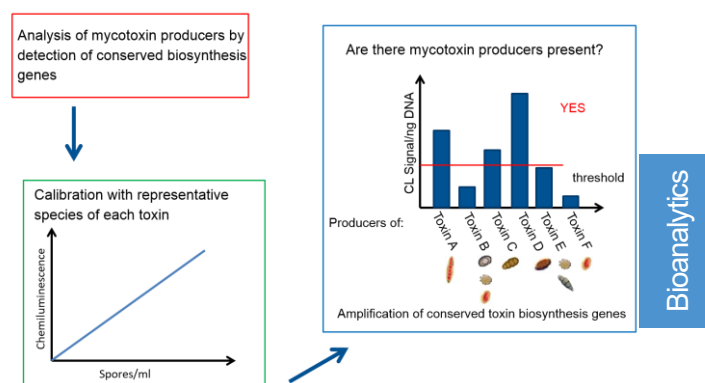 Analysis of mycotoxin producers by
detection of conserved biosynthesis
genes
Calibration with representative
species of each toxin
Chemiluminescence
Spores/ml
Are there mycotoxin producers present?
CL Signal/ng DNA
YES
threshold
Producers of:
Toxin A
Toxin B
Toxin C
Toxin D
Toxin E
Toxin F
Amplification of conserved toxin biosynthesis genes
Bioanalytics